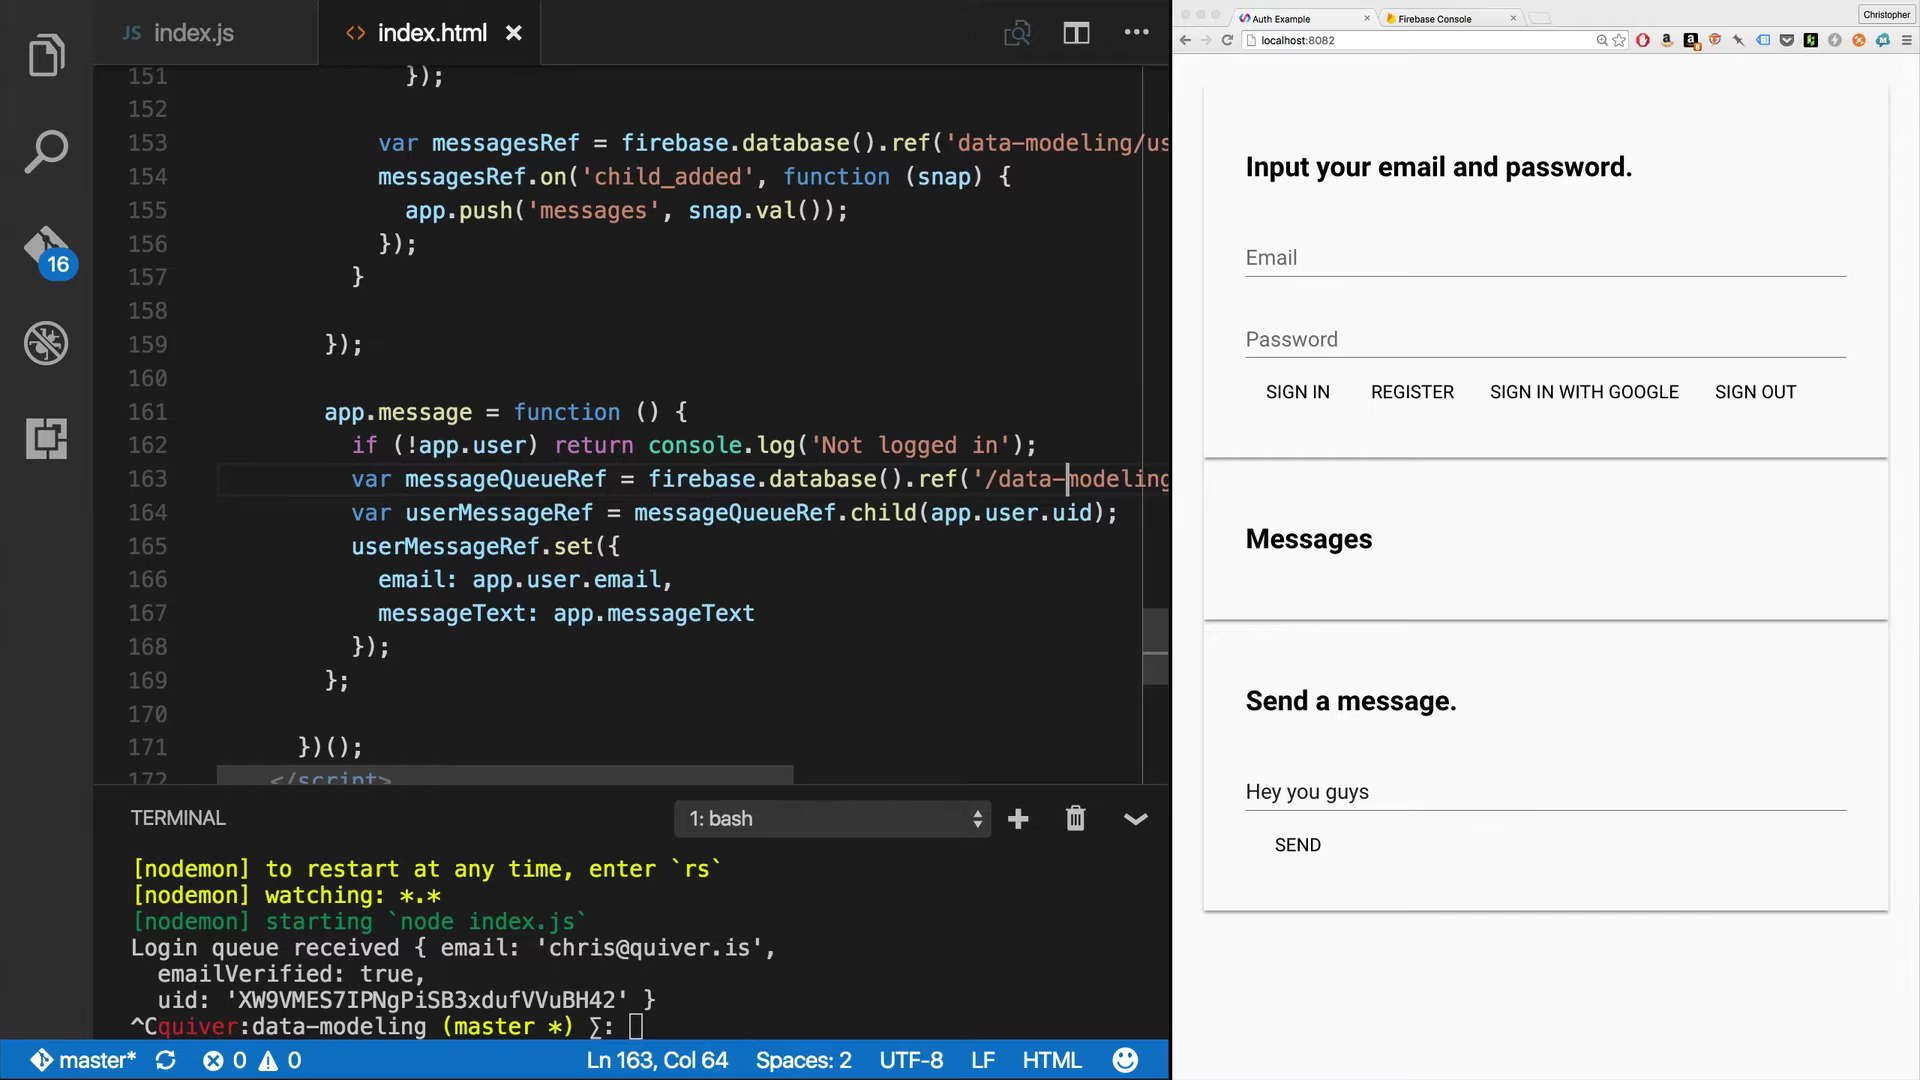 JS index.js
<> index.html
16
151 });
152
153 var messagesRef = firebase.database().ref('data-modeling/us
154 messagesRef.on('child_added', function (snap) {
155 app.push('messages', snap.val());
156 });
157 }
158
159 });
160
161 app.message = function () {
162 if (!app.user) return console.log('Not logged in');
163 var messageQueueRef = firebase.database().ref('/data-modeling
164 var userMessageRef = messageQueueRef.child(app.user.uid);
165 userMessageRef.set({
166 email: app.user.email,
167 messageText: app.messageText
168 });
169 };
170
171 })();
172 </script>
TERMINAL
1: bash
[nodemon] to restart at any time, enter `rs`
[nodemon] watching: *.*
[nodemon] starting `node index.js`
Login queue received { email: 'chris@quiver.is',
emailVerified: true,
uid: 'XW9VMES7IPNgPiSB3xdufVVuBH42' }
^Cquiver:data-modeling (master *) ∑:
master* 0 0 Ln 163, Col 64 Spaces: 2 UTF-8 LF HTML
Auth Example
Firebase Console
Christopher
localhost:8082
Input your email and password.
Email
Password
SIGN IN REGISTER SIGN IN WITH GOOGLE SIGN OUT
Messages
Send a message.
Hey you guys
SEND